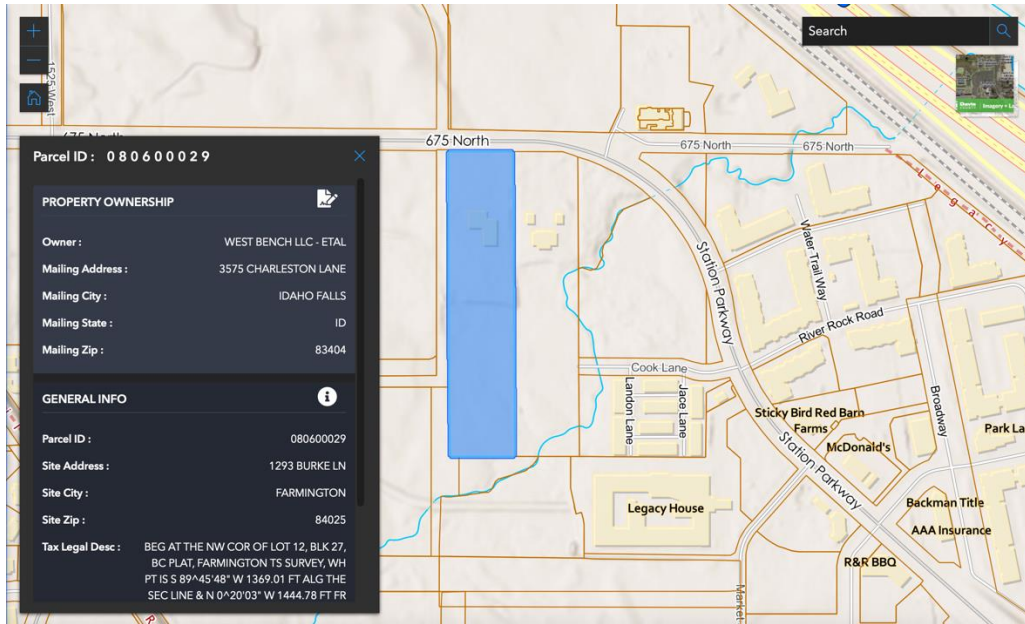 Search
1525 West
675 North
675 North
675 North
675 North
Legacy
Parcel ID : 080600029
PROPERTY OWNERSHIP
Owner : WEST BENCH LLC - ETAL
Mailing Address : 3575 CHARLESTON LANE
Mailing City : IDAHO FALLS
Mailing State : ID
Mailing Zip : 83404
GENERAL INFO
Parcel ID : 080600029
Site Address : 1293 BURKE LN
Site City : FARMINGTON
Site Zip : 84025
Tax Legal Desc : BEG AT THE NW COR OF LOT 12, BLK 27,
BC PLAT, FARMINGTON TS SURVEY, WH
PT IS S 89^45'48" W 1369.01 FT ALG THE
SEC LINE & N 0^20'03" W 1444.78 FT FR
Station Parkway
Water Trail Way
River Rock Road
Cook Lane
Landon Lane
Jace Lane
Broadway
Sticky Bird Red Barn
Farms
McDonald's
Park La
Station Parkway
Legacy House
Backman Title
AAA Insurance
R&R BBQ
Market